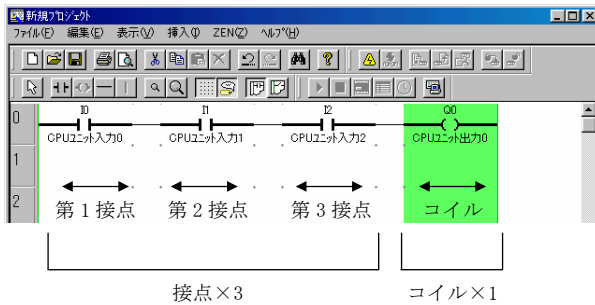 新規ﾌﾟﾛｼﾞｪｸﾄ
ﾌｧｲﾙ(F) 編集(E) 表示(V) 挿入(I) ZEN(Z) ﾍﾙﾌﾟ(H)
0 I0 I1 I2 Q0
CPUﾕﾆｯﾄ入力0 CPUﾕﾆｯﾄ入力1 CPUﾕﾆｯﾄ入力2 CPUﾕﾆｯﾄ出力0
1
2 第1接点 第2接点 第3接点 コイル
接点×3 コイル×1